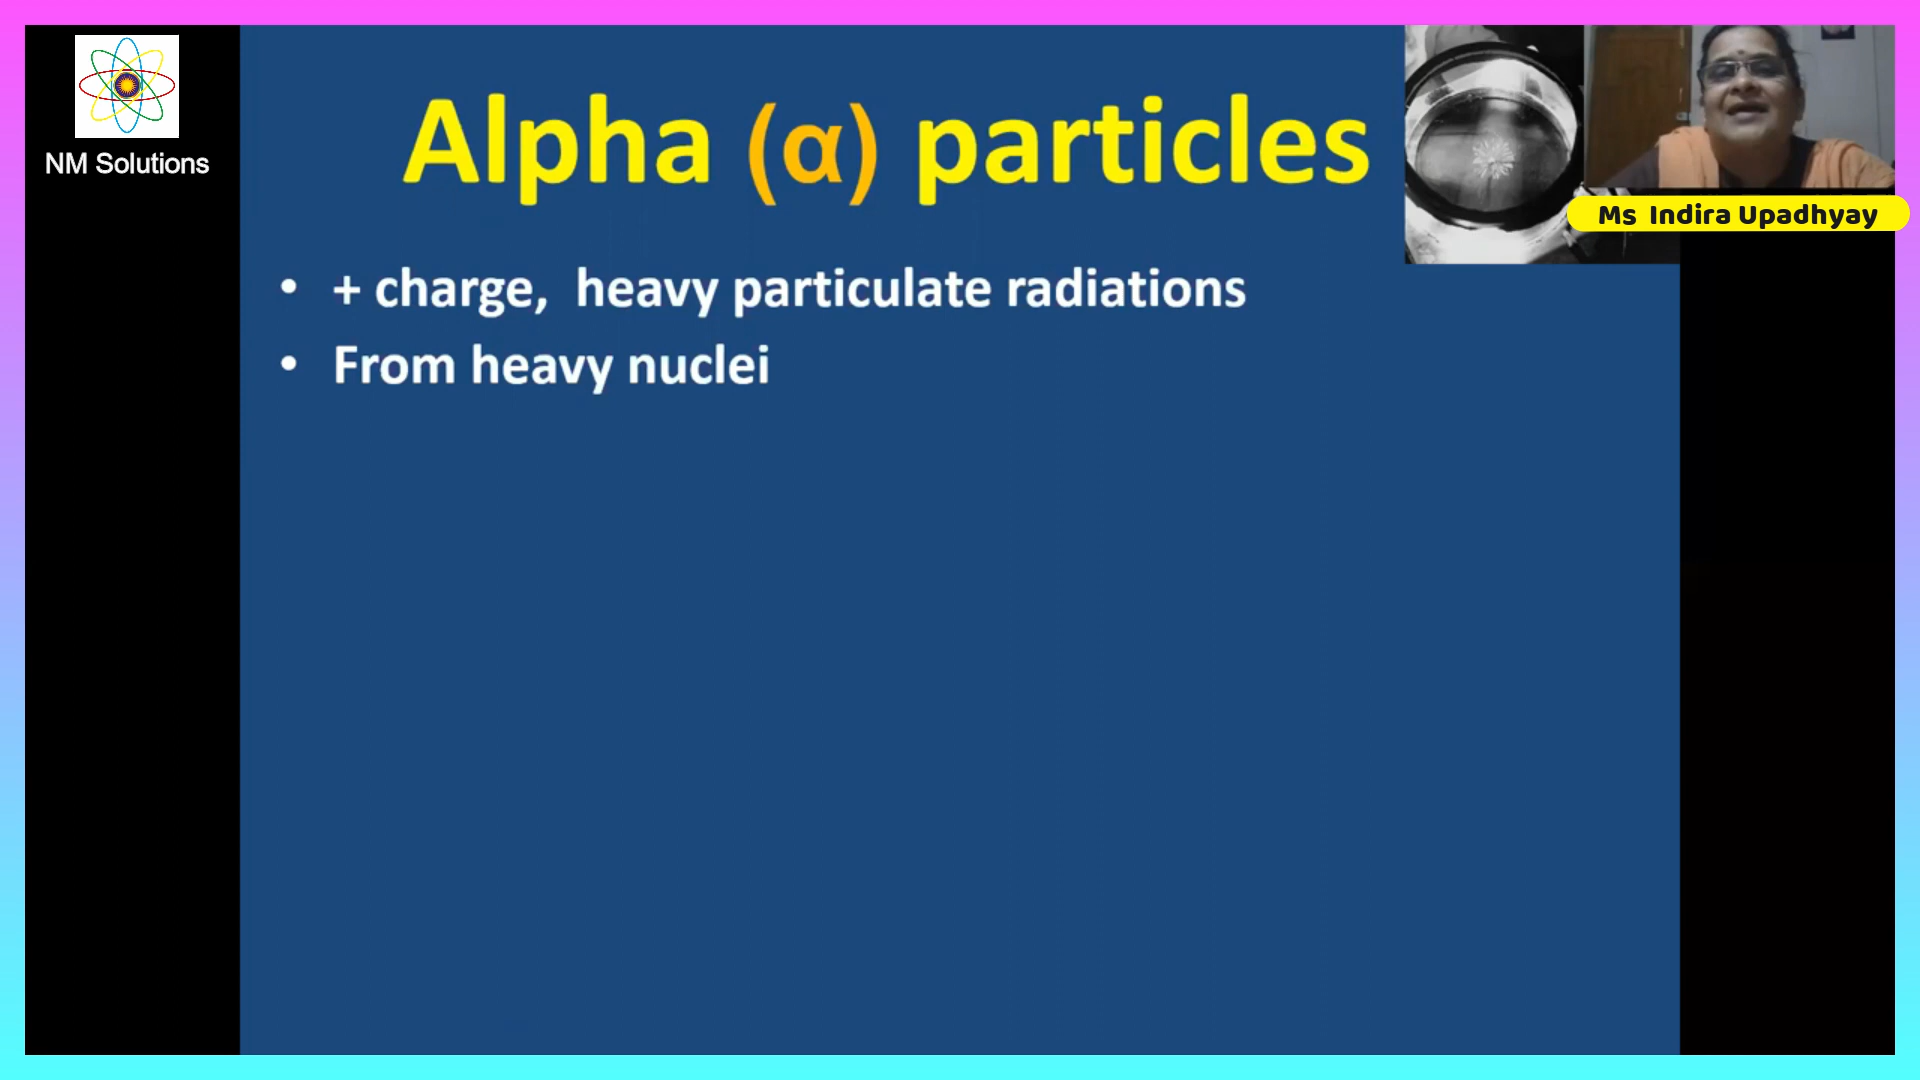 NM Solutions
Alpha (α) particles
Ms Indira Upadhyay
• + charge, heavy particulate radiations
• From heavy nuclei